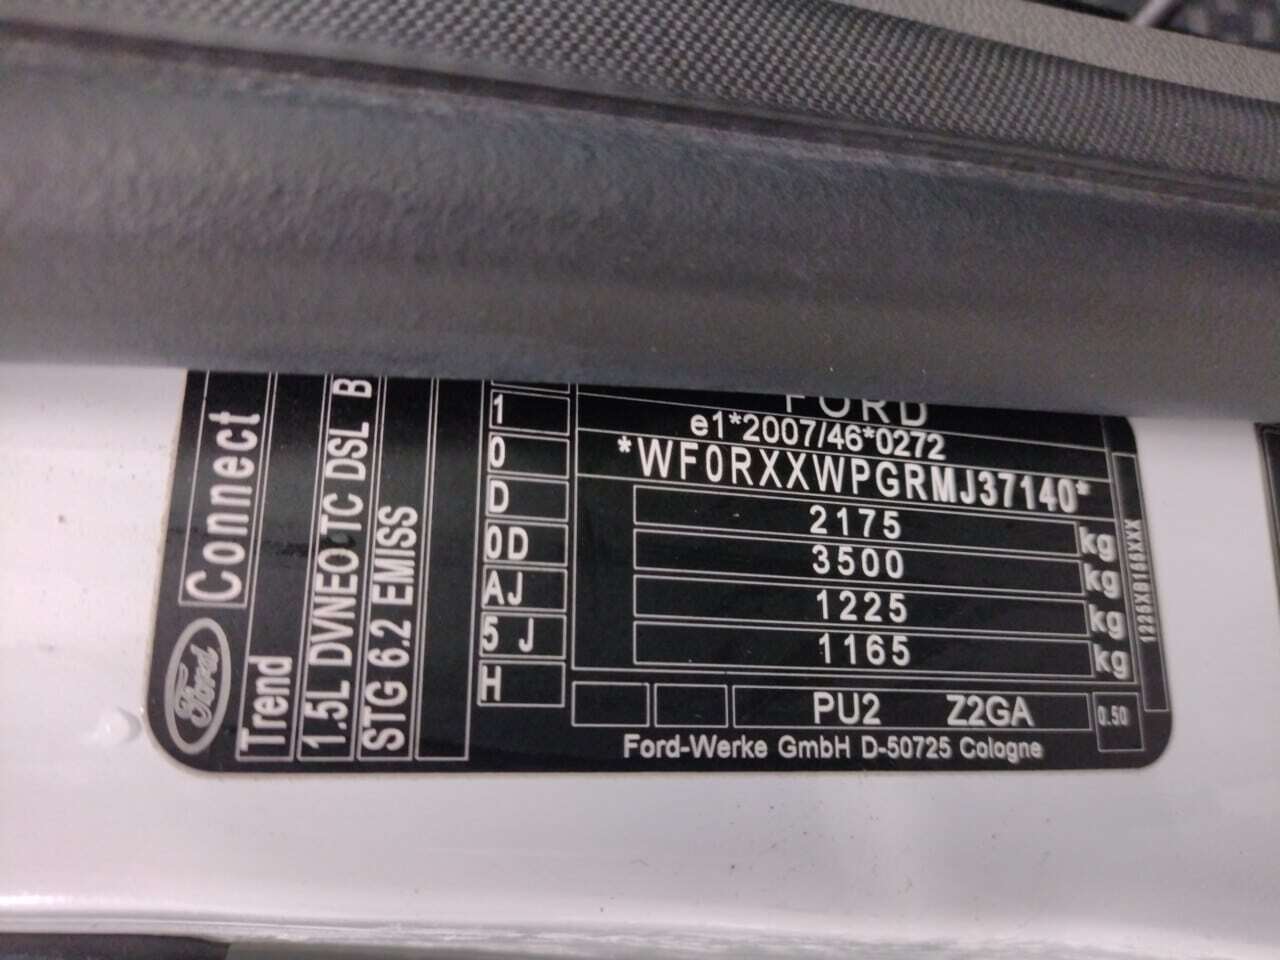 FORD
e1*2007/46*0272
*WF0RXXWPGRMJ37140*
2175 kg
3500 kg
1225 kg
1165 kg
PU2 Z2GA
0.50
Ford-Werke GmbH D-50725 Cologne
1
0
D
0D
AJ
5 J
H
Ford
Connect
Trend
1.5L DVNEO TC DSL B
STG 6.2 EMISS